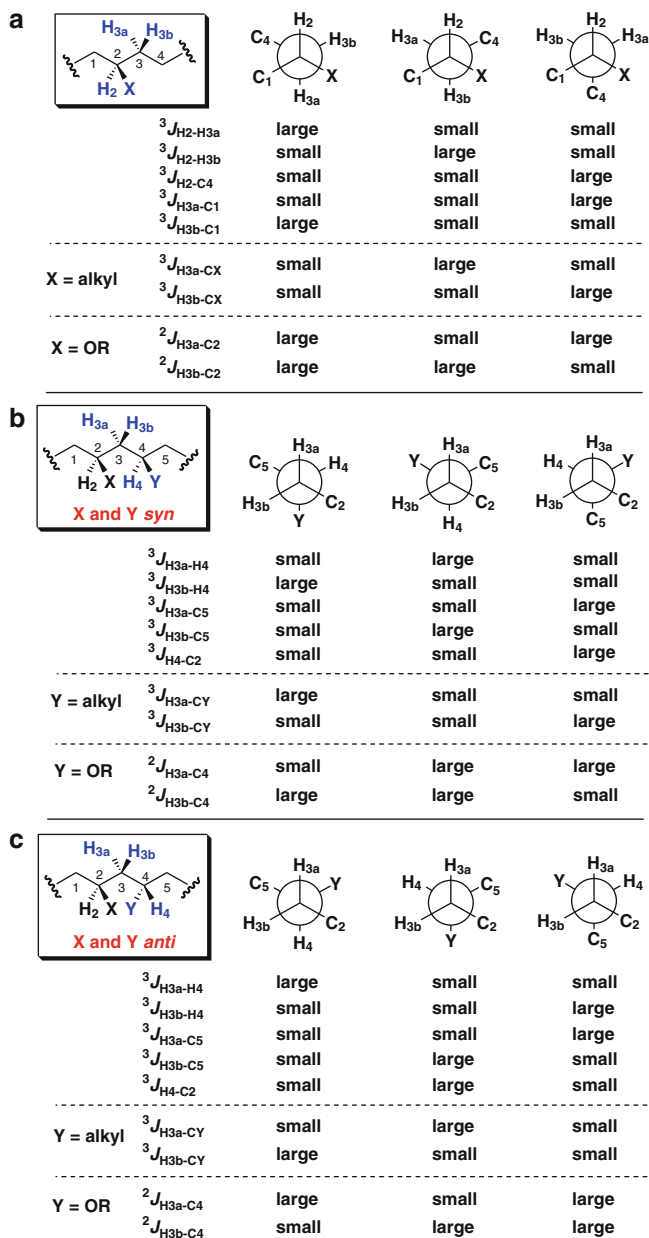 a
H3a H3b
1 2 3 4
H2 X
H2 C4 H3b C1 X H3a
H2 H3a C4 C1 X H3b
H2 H3b H3a C1 X C4
3JH2-H3a large small small
3JH2-H3b small large small
3JH2-C4 small small large
3JH3a-C1 small small large
3JH3b-C1 large small small
X = alkyl 3JH3a-CX small large small
3JH3b-CX small small large
X = OR 2JH3a-C2 large small large
2JH3b-C2 large large small
b
H3a H3b
1 2 3 4 5
H2 X H4 Y
X and Y syn
H3a C5 H4 H3b C2 Y
H3a Y C5 H3b C2 H4
H3a H4 Y H3b C2 C5
3JH3a-H4 small large small
3JH3b-H4 large small small
3JH3a-C5 small small large
3JH3b-C5 small large small
3JH4-C2 small small large
Y = alkyl 3JH3a-CY large small small
3JH3b-CY small small large
Y = OR 2JH3a-C4 small large large
2JH3b-C4 large large small
c
H3a H3b
1 2 3 4 5
H2 X Y H4
X and Y anti
H3a C5 Y H3b C2 H4
H3a H4 C5 H3b C2 Y
H3a Y H4 H3b C2 C5
3JH3a-H4 large small small
3JH3b-H4 small small large
3JH3a-C5 small small large
3JH3b-C5 small large small
3JH4-C2 small large small
Y = alkyl 3JH3a-CY small large small
3JH3b-CY large small small
Y = OR 2JH3a-C4 large small large
2JH3b-C4 small large large